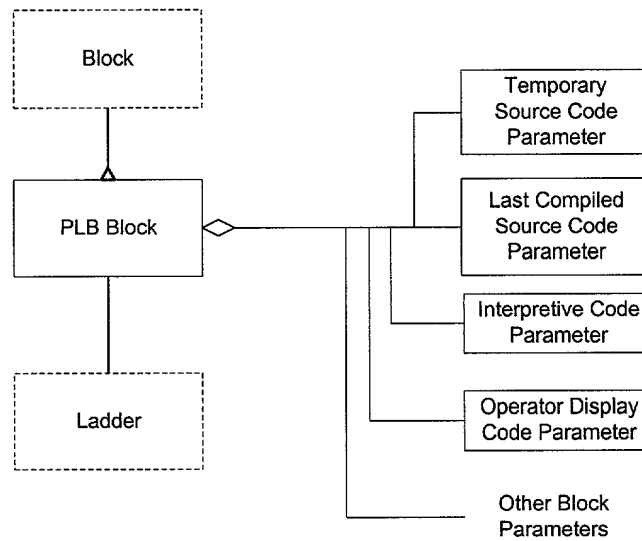 Block
PLB Block
Ladder
Temporary
Source Code
Parameter
Last Compiled
Source Code
Parameter
Interpretive Code
Parameter
Operator Display
Code Parameter
Other Block
Parameters